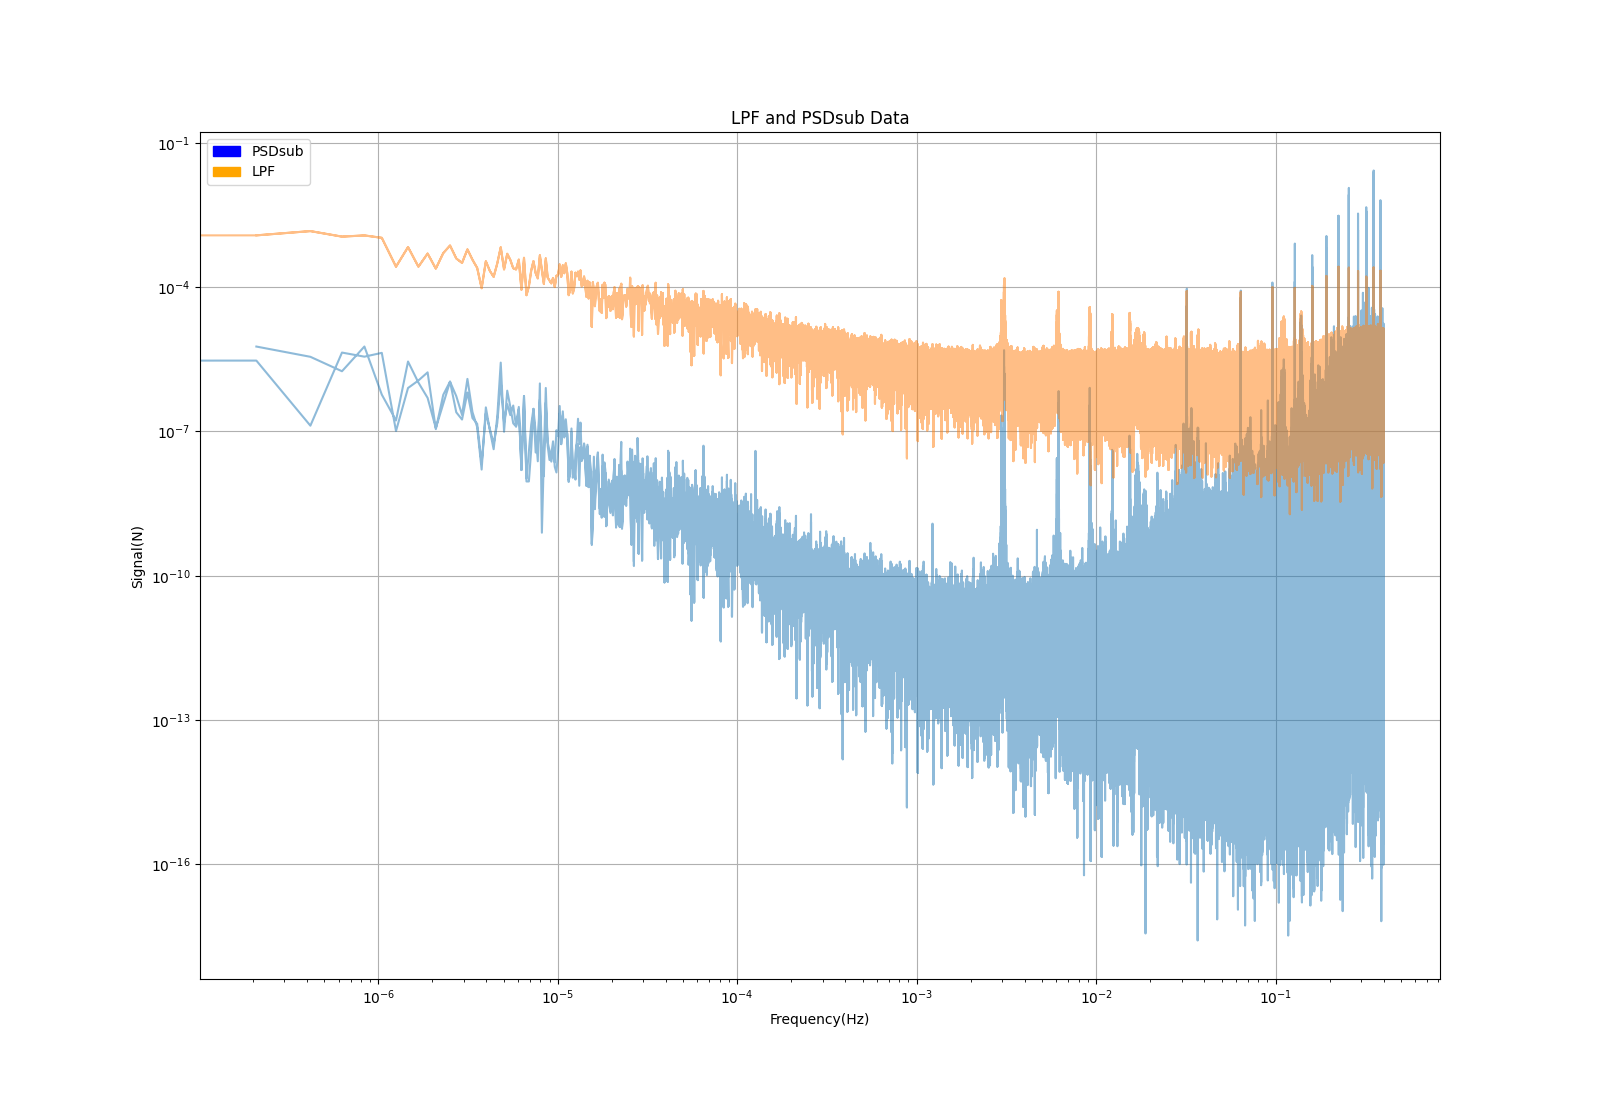 LPF and PSDsub Data
PSDsub
LPF
10⁻¹
10⁻⁴
10⁻⁷
10⁻¹⁰
10⁻¹³
10⁻¹⁶
Signal(N)
10⁻⁶ 10⁻⁵ 10⁻⁴ 10⁻³ 10⁻² 10⁻¹
Frequency(Hz)